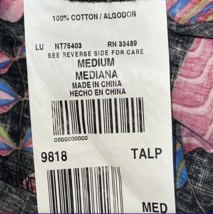 100% COTTON/ALGODON
LU NT75403 RN 33489
SEE REVERSE SIDE FOR CARE
MEDIUM
MEDIANA
MADE IN CHINA
HECHO EN CHINA
0000000000
9818 TALP
MED